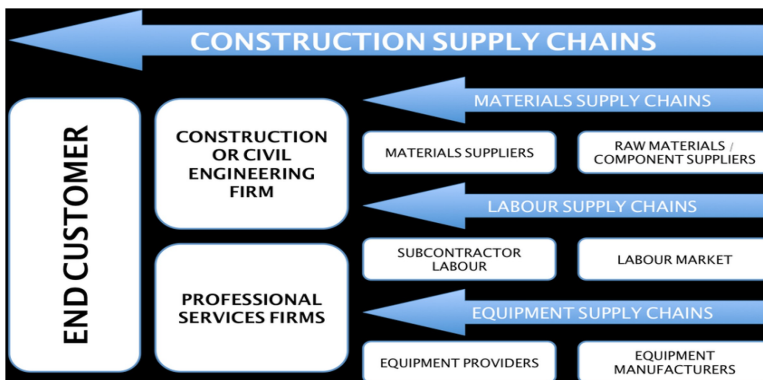 CONSTRUCTION SUPPLY CHAINS
END CUSTOMER
CONSTRUCTION
OR CIVIL
ENGINEERING
FIRM
PROFESSIONAL
SERVICES FIRMS
MATERIALS SUPPLY CHAINS
MATERIALS SUPPLIERS
RAW MATERIALS /
COMPONENT SUPPLIERS
LABOUR SUPPLY CHAINS
SUBCONTRACTOR
LABOUR
LABOUR MARKET
EQUIPMENT SUPPLY CHAINS
EQUIPMENT PROVIDERS
EQUIPMENT
MANUFACTURERS